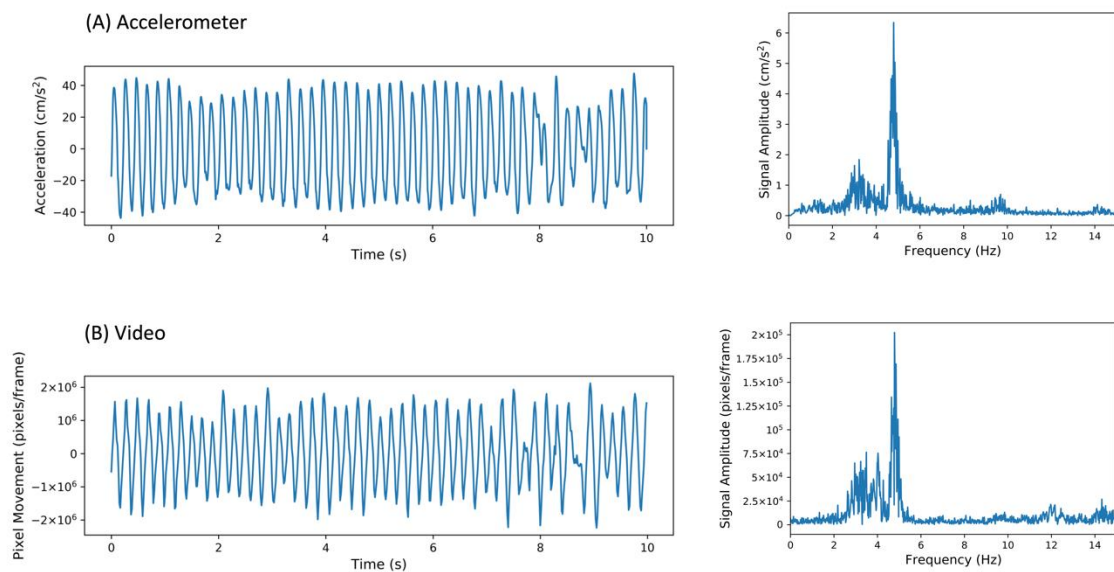 (A) Accelerometer
Acceleration (cm/s²)
40
20
0
−20
−40
0 2 4 6 8 10
Time (s)
Signal Amplitude (cm/s²)
6
5
4
3
2
1
0
0 2 4 6 8 10 12 14
Frequency (Hz)
(B) Video
Pixel Movement (pixels/frame)
2×10⁶
10⁶
0
−1×10⁶
−2×10⁶
0 2 4 6 8 10
Time (s)
Signal Amplitude (pixels/frame)
2×10⁵
1.75×10⁵
1.5×10⁵
1.25×10⁵
10⁵
7.5×10⁴
5×10⁴
2.5×10⁴
0
0 2 4 6 8 10 12 14
Frequency (Hz)